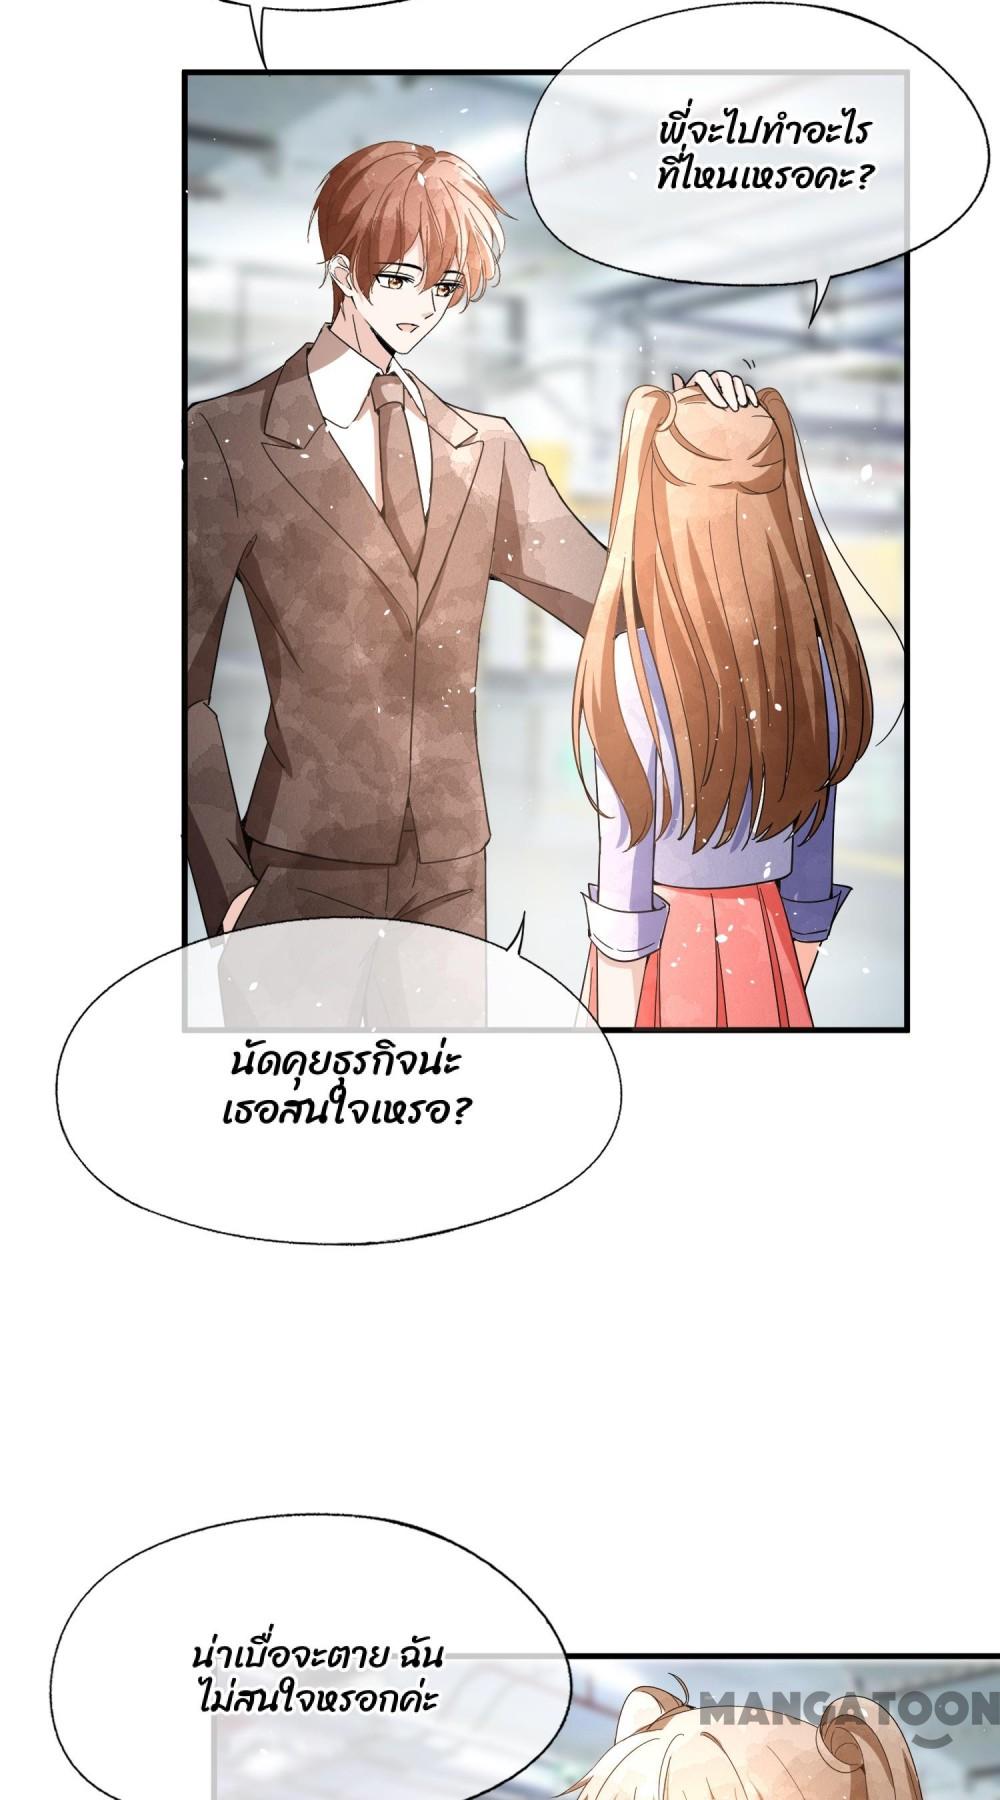 พี่จะไปทำอะไร
ที่ไหนเหรอคะ?
นัดคุยธุรกิจน่ะ
เธอสนใจเหรอ?
น่าเบื่อจะตาย ฉัน
ไม่สนใจหรอกค่ะ
MANGATOON